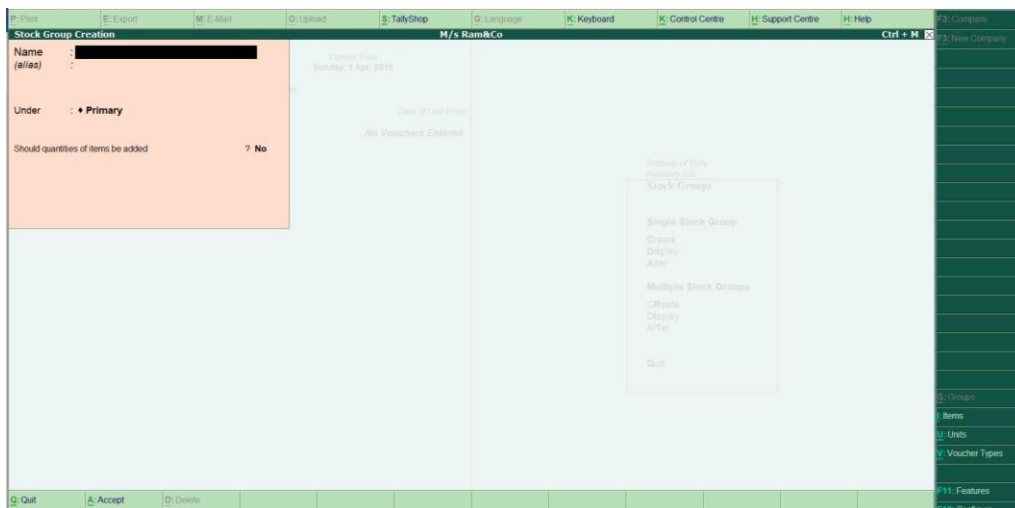 P: Print E: Export M: E-Mail O: Upload S: TallyShop G: Language K: Keyboard K: Control Centre H: Support Centre H: Help F3: Company
Stock Group Creation M/s Ram&Co Ctrl + M F3: New Company
Name :
(alias) :
Current Date
Sunday, 1 Apr, 2018
Under : ♦ Primary
Date of Last Entry
No Vouchers Entered
Should quantities of items be added ? No
Gateway of Tally
Inventory Info.
Stock Groups
Single Stock Group
Create
Display
Alter
Multiple Stock Groups
CReate
DIsplay
AlTer
Quit
G: Groups
I: Items
U: Units
V: Voucher Types
F11: Features
Q: Quit A: Accept D: Delete